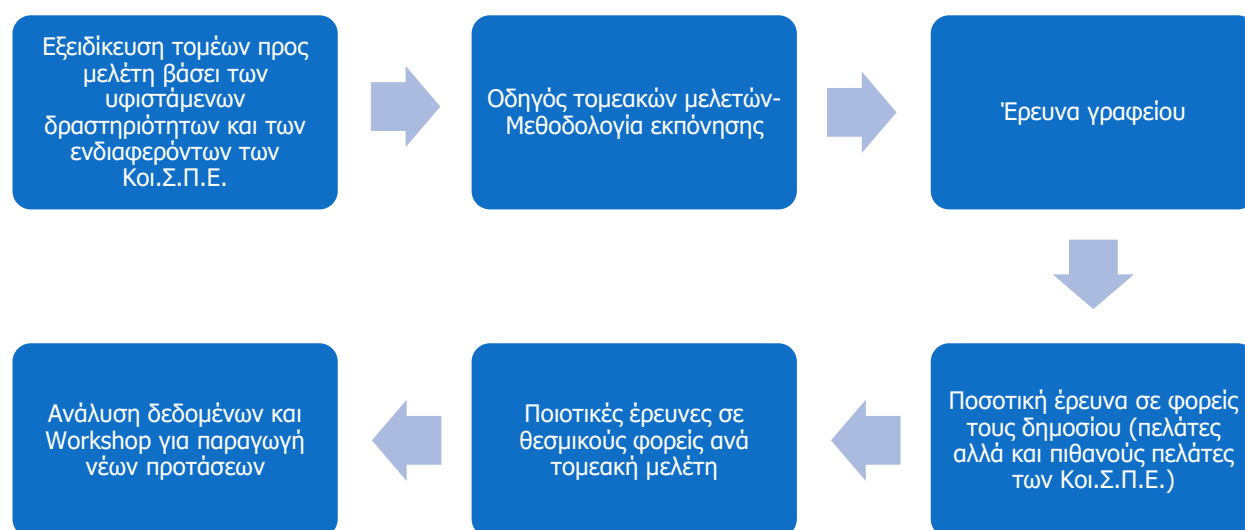 Εξειδίκευση τομέων προς
μελέτη βάσει των
υφιστάμενων
δραστηριότητων και των
ενδιαφερόντων των
Κοι.Σ.Π.Ε.
Οδηγός τομεακών μελετών-
Μεθοδολογία εκπόνησης
Έρευνα γραφείου
Ποσοτική έρευνα σε φορείς
τους δημοσίου (πελάτες
αλλά και πιθανούς πελάτες
των Κοι.Σ.Π.Ε.)
Ποιοτικές έρευνες σε
θεσμικούς φορείς ανά
τομεακή μελέτη
Ανάλυση δεδομένων και
Workshop για παραγωγή
νέων προτάσεων